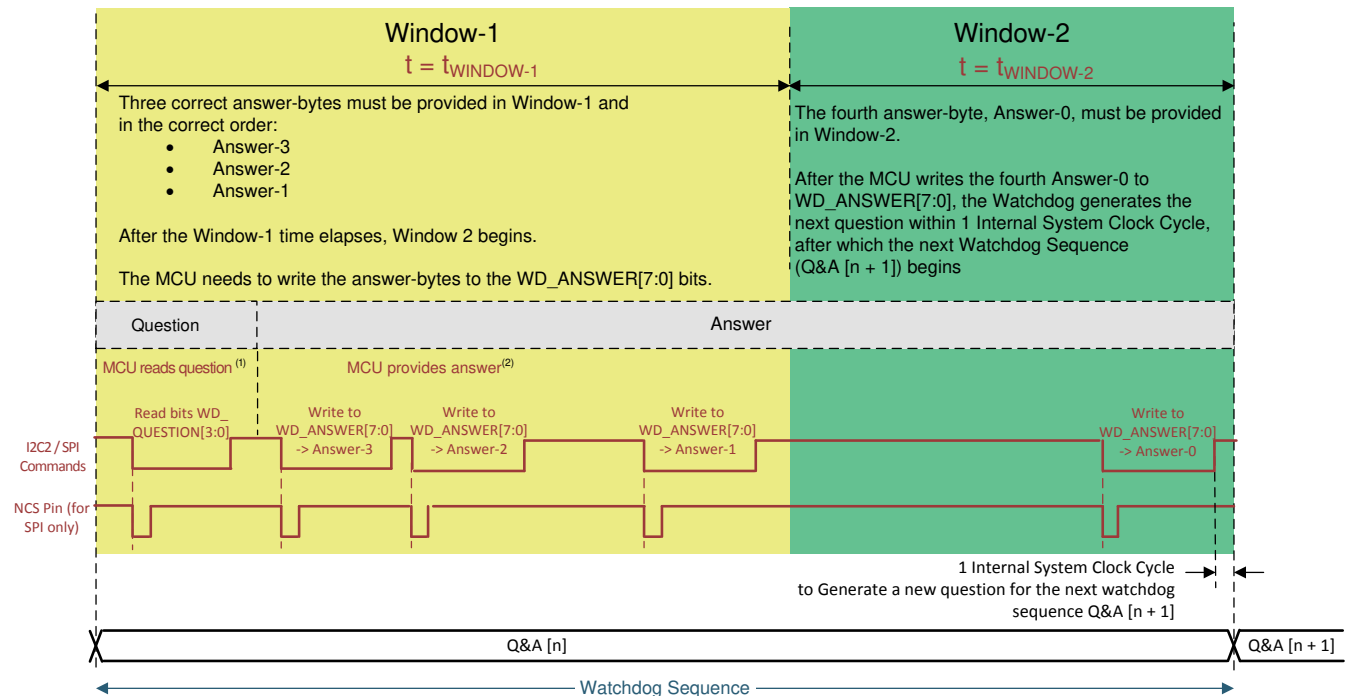 Window-1
t = tWINDOW-1
Three correct answer-bytes must be provided in Window-1 and
in the correct order:
• Answer-3
• Answer-2
• Answer-1
After the Window-1 time elapses, Window 2 begins.
The MCU needs to write the answer-bytes to the WD_ANSWER[7:0] bits.
Window-2
t = tWINDOW-2
The fourth answer-byte, Answer-0, must be provided
in Window-2.
After the MCU writes the fourth Answer-0 to
WD_ANSWER[7:0], the Watchdog generates the
next question within 1 Internal System Clock Cycle,
after which the next Watchdog Sequence
(Q&A [n + 1]) begins
Question
Answer
MCU reads question (1)
MCU provides answer(2)
Read bits WD_
QUESTION[3:0]
Write to
WD_ANSWER[7:0]
-> Answer-3
Write to
WD_ANSWER[7:0]
-> Answer-2
Write to
WD_ANSWER[7:0]
-> Answer-1
Write to
WD_ANSWER[7:0]
-> Answer-0
I2C2 / SPI
Commands
NCS Pin (for
SPI only)
1 Internal System Clock Cycle
to Generate a new question for the next watchdog
sequence Q&A [n + 1]
Q&A [n]
Q&A [n + 1]
Watchdog Sequence